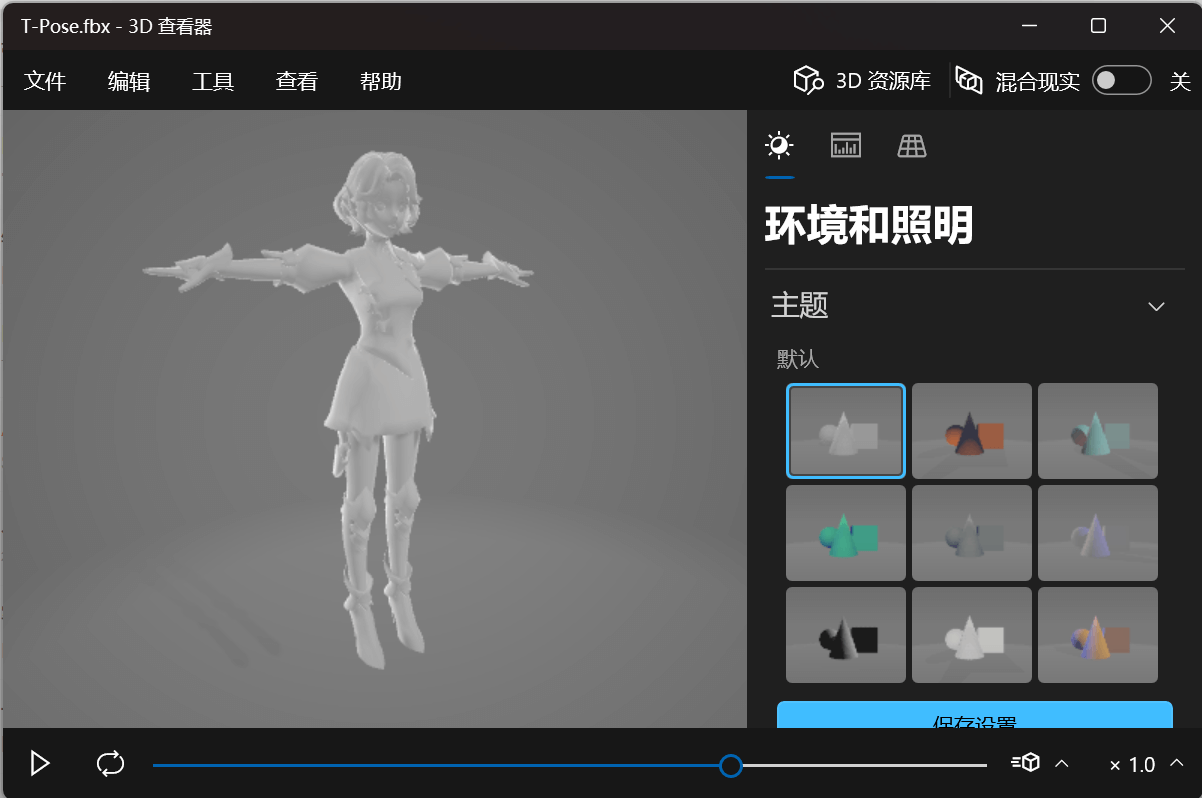 T-Pose.fbx - 3D 查看器
文件 编辑 工具 查看 帮助 3D 资源库 混合现实 关
环境和照明
主题
默认
保存设置
× 1.0